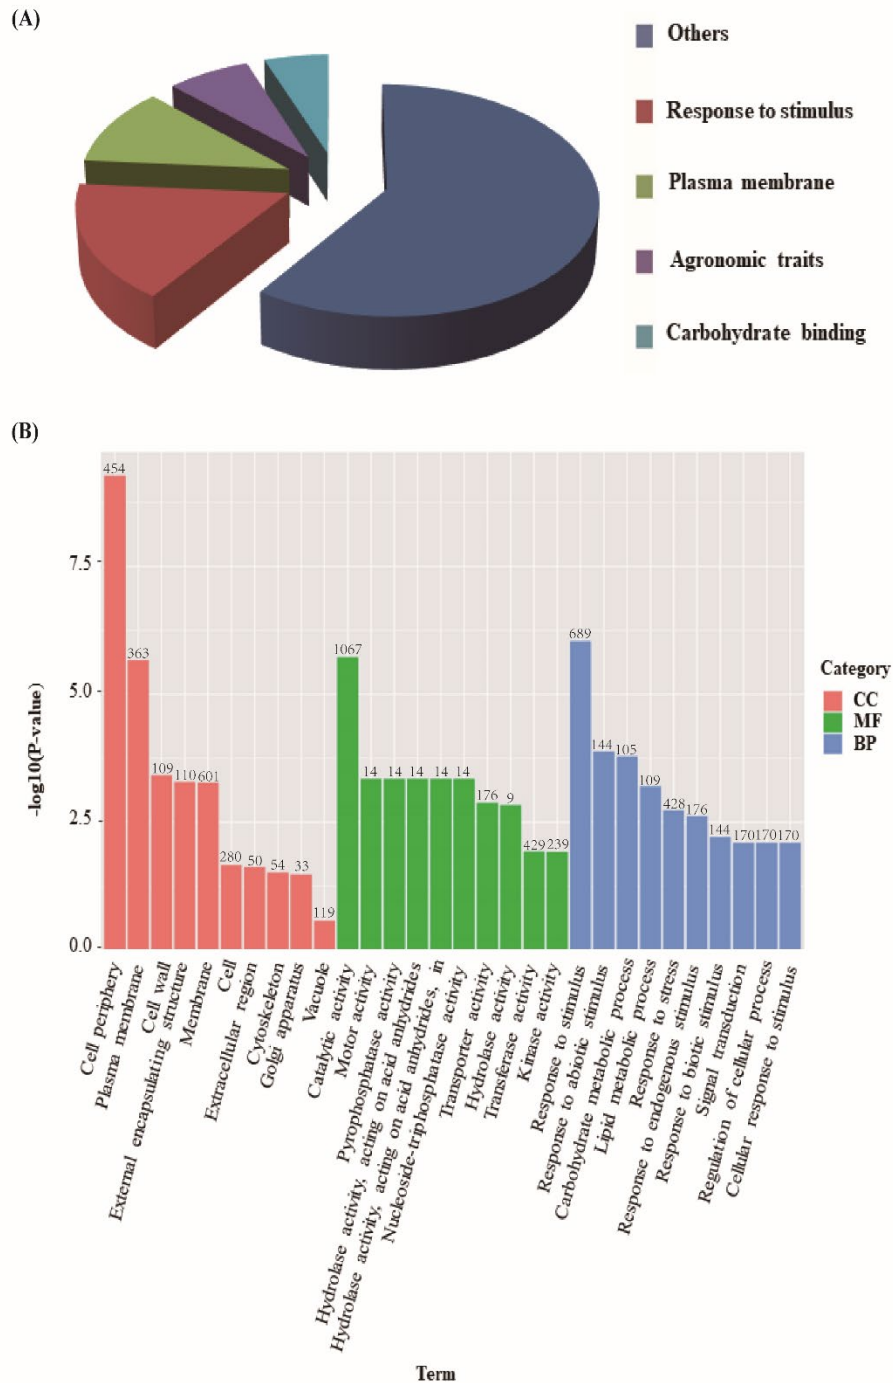 (A)
Others
Response to stimulus
Plasma membrane
Agronomic traits
Carbohydrate binding
(B)
-log10(P-value)
7.5
5.0
2.5
0.0
454
363
109
110
601
280
50
54
33
119
1067
14
14
14
14
14
176
9
429
239
689
144
105
109
428
176
144
170
170
170
Category
CC
MF
BP
Cell periphery
Plasma membrane
Cell wall
External encapsulating structure
Membrane
Cell
Extracellular region
Cytoskeleton
Golgi apparatus
Vacuole
Catalytic activity
Motor activity
Pyrophosphatase activity
Hydrolase activity, acting on acid anhydrides
Hydrolase activity, acting on acid anhydrides, in
Nucleoside-triphosphatase activity
Transporter activity
Hydrolase activity
Transferase activity
Kinase activity
Response to stimulus
Response to abiotic stimulus
Carbohydrate metabolic process
Lipid metabolic process
Response to stress
Response to endogenous stimulus
Response to biotic stimulus
Signal transduction
Regulation of cellular process
Cellular response to stimulus
Term